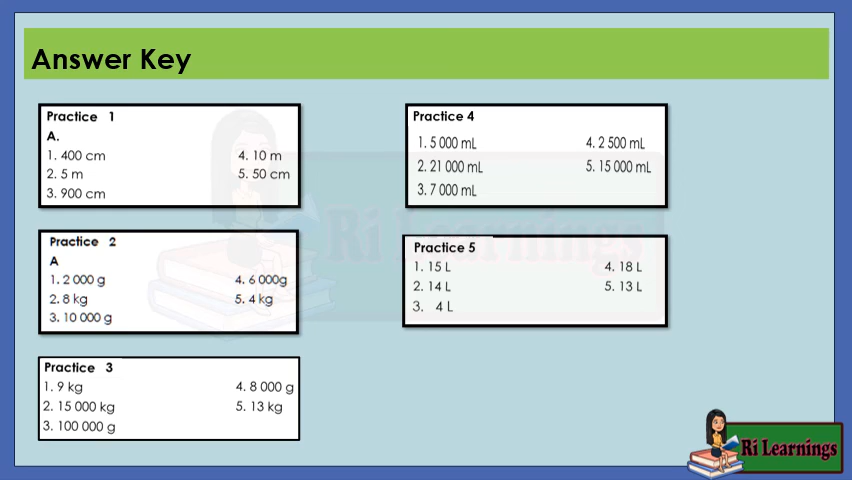 Answer Key
Practice 1
A.
1. 400 cm 4. 10 m
2. 5 m 5. 50 cm
3. 900 cm
Practice 2
A
1. 2 000 g 4. 6 000g
2. 8 kg 5. 4 kg
3. 10 000 g
Practice 3
1. 9 kg 4. 8 000 g
2. 15 000 kg 5. 13 kg
3. 100 000 g
Practice 4
1. 5 000 mL 4. 2 500 mL
2. 21 000 mL 5. 15 000 mL
3. 7 000 mL
Practice 5
1. 15 L 4. 18 L
2. 14 L 5. 13 L
3. 4 L
Ri Learnings
Ri Learnings